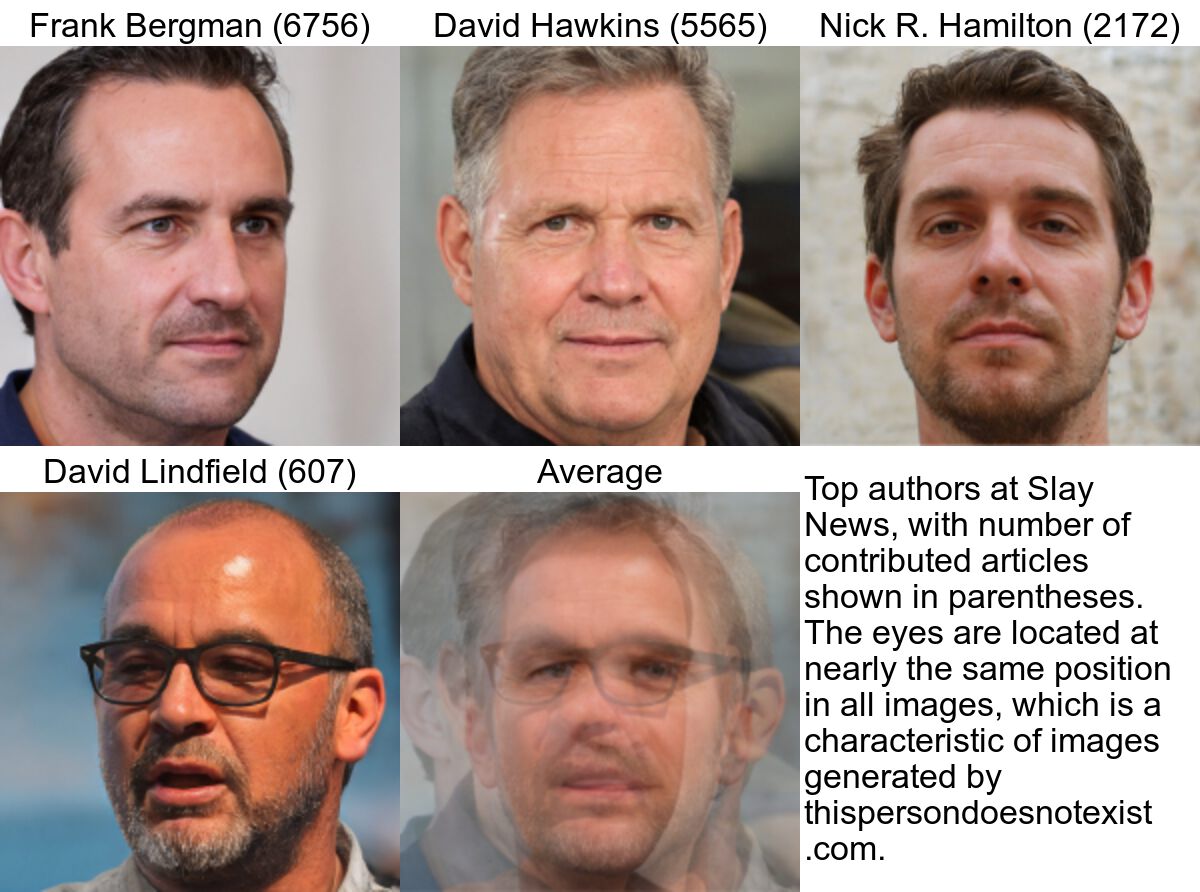 Frank Bergman (6756)
David Hawkins (5565)
Nick R. Hamilton (2172)
David Lindfield (607)
Average
Top authors at Slay
News, with number of
contributed articles
shown in parentheses.
The eyes are located at
nearly the same position
in all images, which is a
characteristic of images
generated by
thispersondoesnotexist
.com.